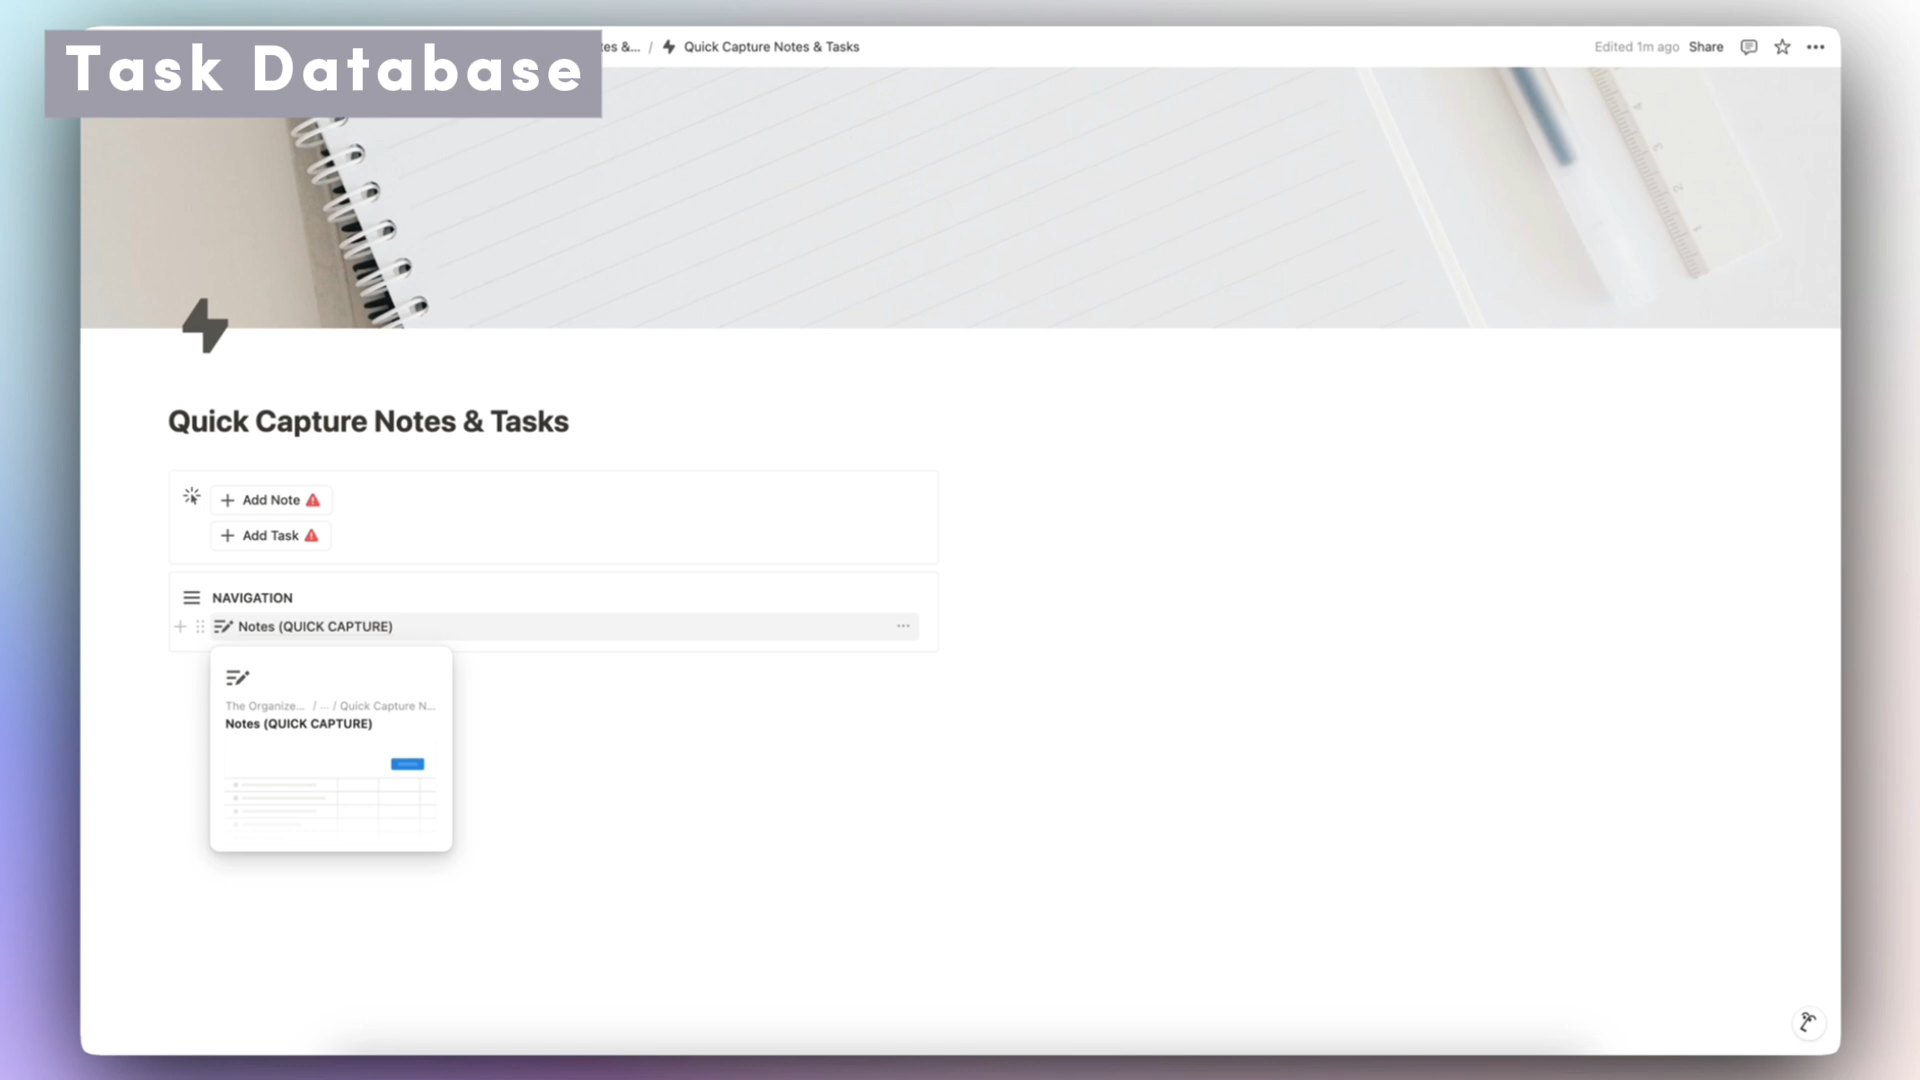 Task Database
es &... / Quick Capture Notes & Tasks
Edited 1m ago Share
Quick Capture Notes & Tasks
Add Note
Add Task
NAVIGATION
Notes (QUICK CAPTURE)
The Organize... / ... / Quick Capture N...
Notes (QUICK CAPTURE)